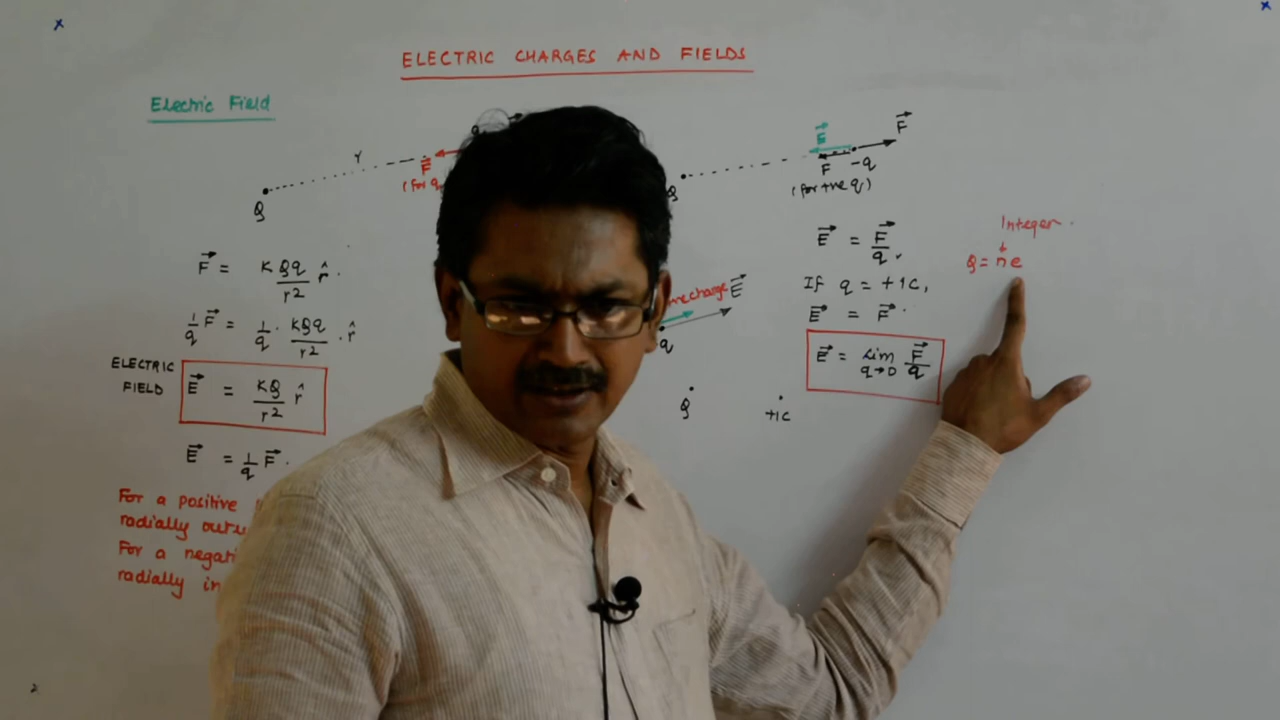 ELECTRIC CHARGES AND FIELDS
Electric Field
r
Q
F⃗
(for q
F⃗ = KQq/r² r̂.
1/q F⃗ = 1/q · KQq/r² · r̂
ELECTRIC
FIELD
E⃗ = KQ/r² r̂
E⃗ = 1/q F⃗.
For a positive
radially outw
For a negati
radially in
E⃗
F⃗
Q
F -q
(for +ve q)
charge E⃗
q
Q
+1C
E⃗ = F⃗/q,
If q = +1C,
E⃗ = F⃗.
E⃗ = Lim q→0 F⃗/q
Integer.
↓
Q = ne